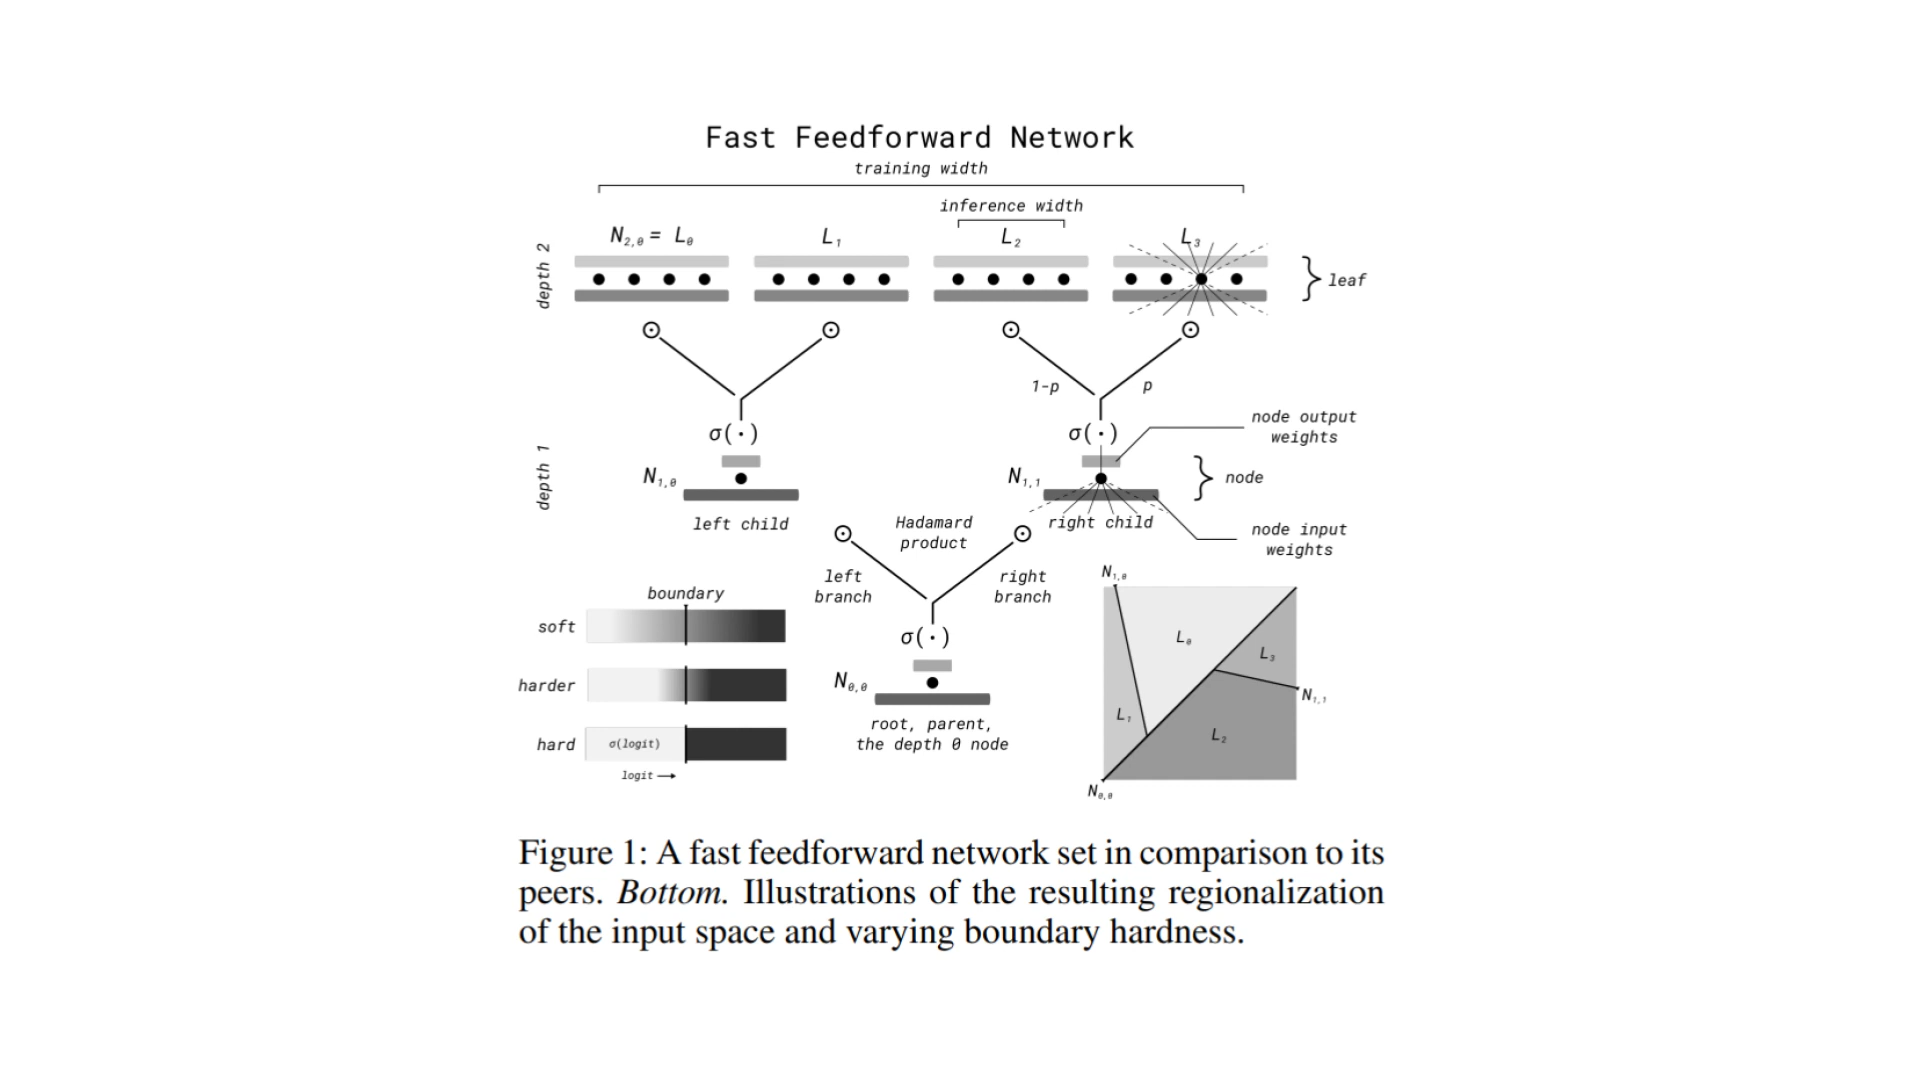 Fast Feedforward Network
training width
inference width
N2,0 = L0
L1
L2
L3
depth 2
leaf
1-p
p
σ(·)
σ(·)
node output
weights
depth 1
N1,0
N1,1
node
left child
right child
Hadamard
product
node input
weights
left
branch
right
branch
σ(·)
N0,0
root, parent,
the depth 0 node
boundary
soft
harder
hard
σ(logit)
logit →
N1,0
L0
L3
N1,1
L1
L2
N0,0
Figure 1: A fast feedforward network set in comparison to its
peers. Bottom. Illustrations of the resulting regionalization
of the input space and varying boundary hardness.